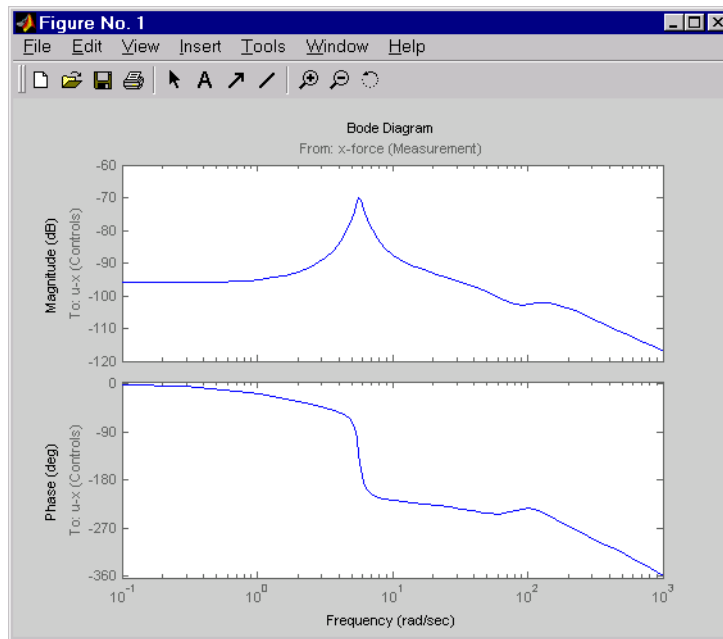 Figure No. 1
File Edit View Insert Tools Window Help
A
Bode Diagram
From: x-force (Measurement)
Magnitude (dB)
To: u-x (Controls)
-60
-70
-80
-90
-100
-110
-120
Phase (deg)
To: u-x (Controls)
0
-90
-180
-270
-360
10^-1
10^0
10^1
10^2
10^3
Frequency (rad/sec)